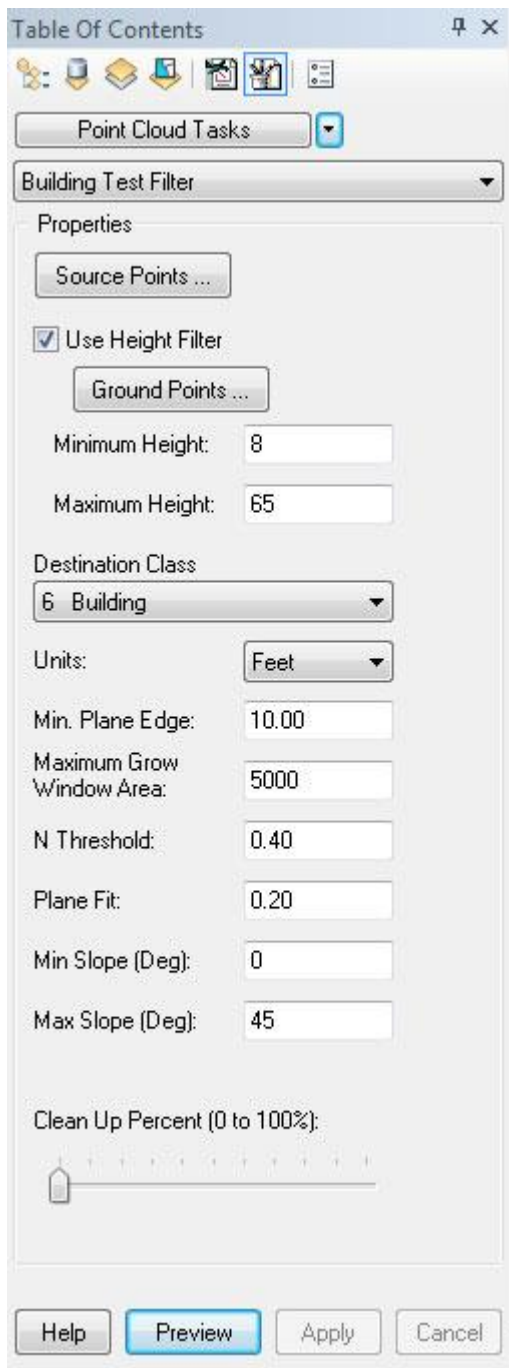 Table Of Contents
Point Cloud Tasks
Building Test Filter
Properties
Source Points ...
Use Height Filter
Ground Points ...
Minimum Height: 8
Maximum Height: 65
Destination Class
6 Building
Units: Feet
Min. Plane Edge: 10.00
Maximum Grow
Window Area: 5000
N Threshold: 0.40
Plane Fit: 0.20
Min Slope (Deg): 0
Max Slope (Deg): 45
Clean Up Percent (0 to 100%):
Help Preview Apply Cancel